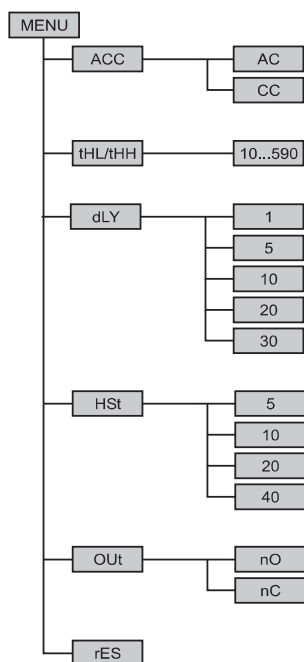 MENU
ACC AC
CC
tHL/tHH 10...590
dLY 1
5
10
20
30
HSt 5
10
20
40
OUt nO
nC
rES